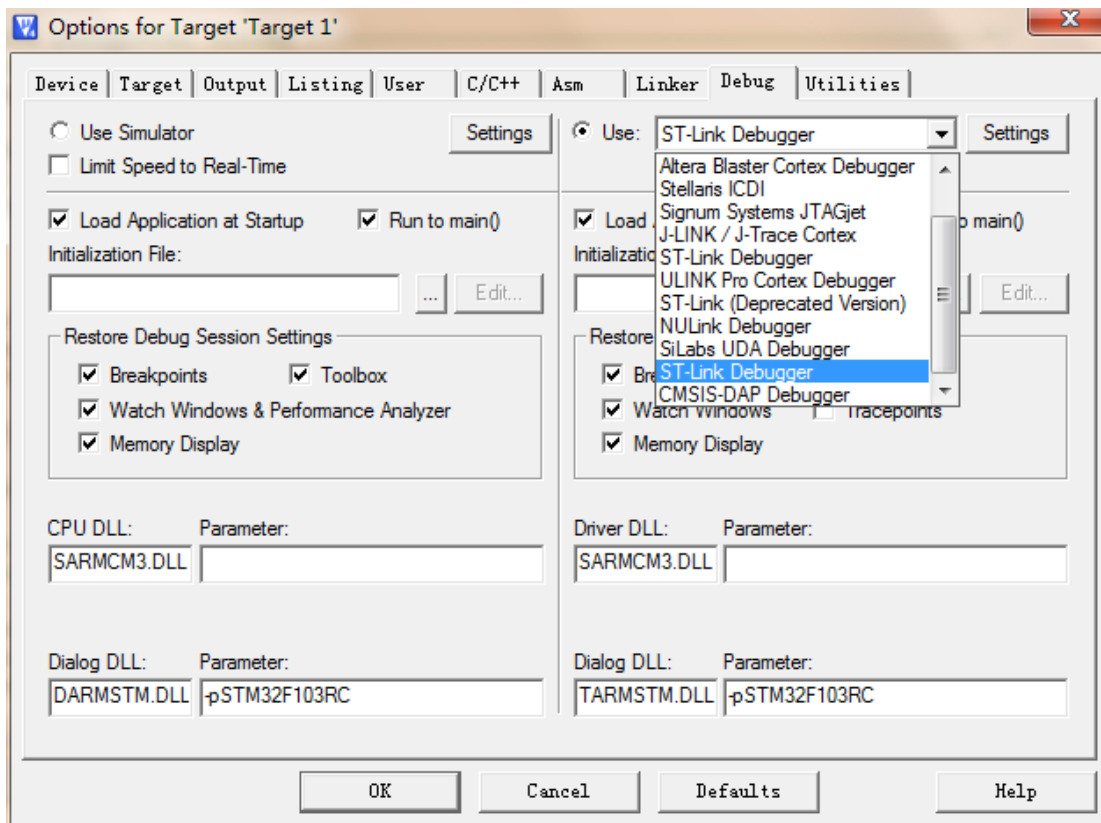 Options for Target 'Target 1'
Device Target Output Listing User C/C++ Asm Linker Debug Utilities
Use Simulator Settings Use: ST-Link Debugger Settings
Limit Speed to Real-Time
Altera Blaster Cortex Debugger
Stellaris ICDI
Signum Systems JTAGjet
J-LINK / J-Trace Cortex
ST-Link Debugger
ULINK Pro Cortex Debugger
ST-Link (Deprecated Version)
NULink Debugger
SiLabs UDA Debugger
ST-Link Debugger
CMSIS-DAP Debugger
Load Application at Startup Run to main() Load main()
Initialization File:
... Edit... Edit...
Restore Debug Session Settings Restore
Breakpoints Toolbox
Watch Windows & Performance Analyzer Watch Windows Tracepoints
Memory Display Memory Display
CPU DLL: Parameter: Driver DLL: Parameter:
SARMCM3.DLL SARMCM3.DLL
Dialog DLL: Parameter: Dialog DLL: Parameter:
DARMSTM.DLL -pSTM32F103RC TARMSTM.DLL -pSTM32F103RC
OK Cancel Defaults Help